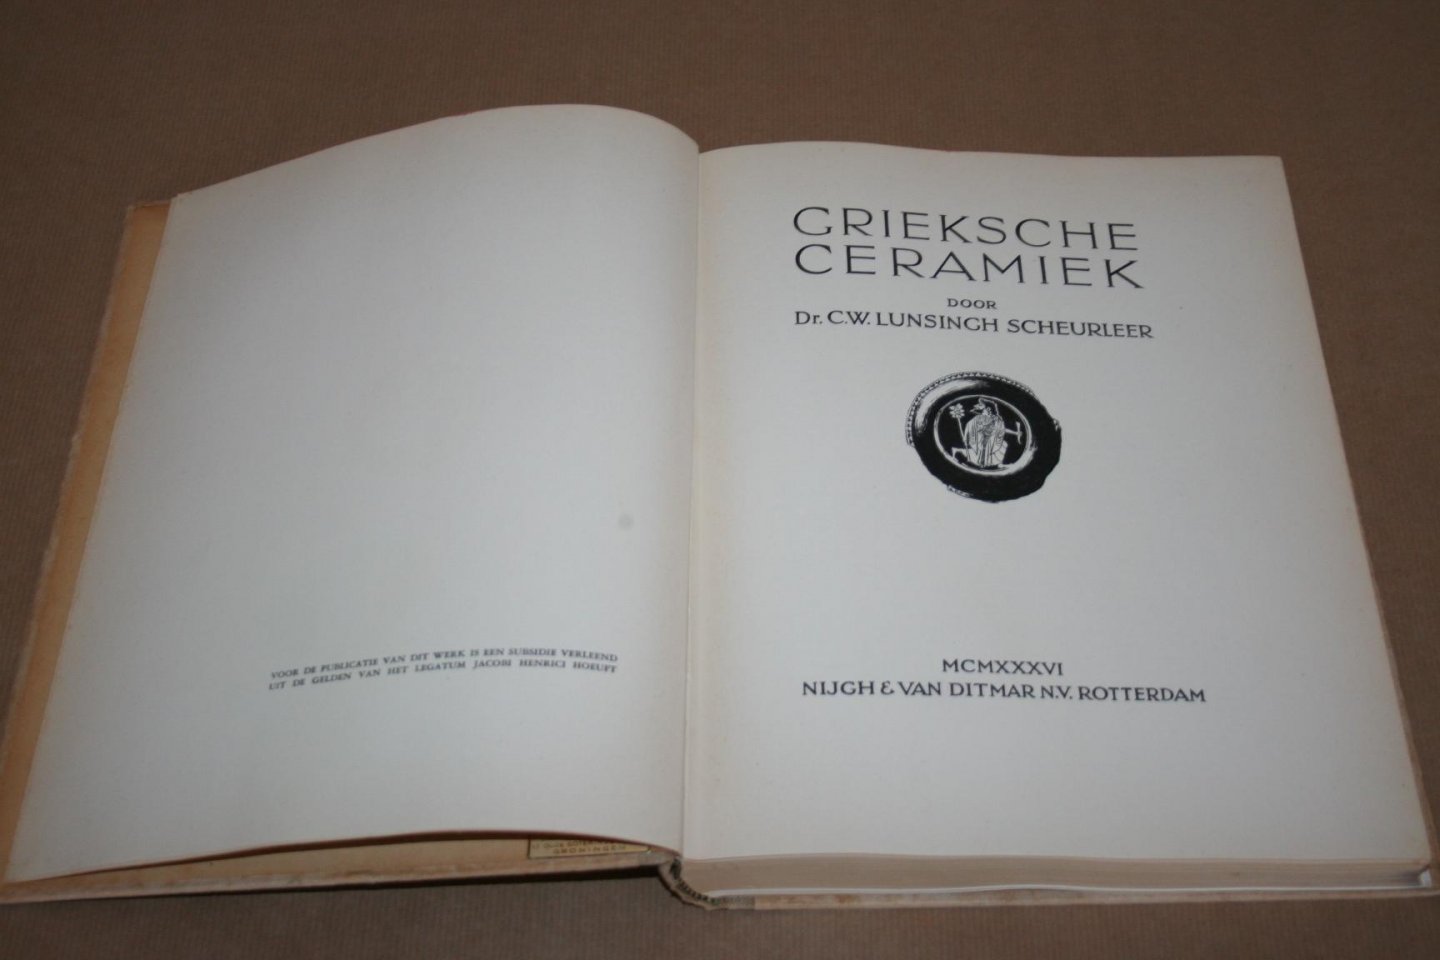 VOOR DE PUBLICATIE VAN DIT WERK IS EEN SUBSIDIE VERLEEND
UIT DE GELDEN VAN HET LEGATUM JACOBI HENRICI HOEUFT
GRONINGEN
GRIEKSCHE
CERAMIEK
DOOR
Dr. C.W. LUNSINGH SCHEURLEER
MCMXXXVI
NIJGH & VAN DITMAR N.V. ROTTERDAM